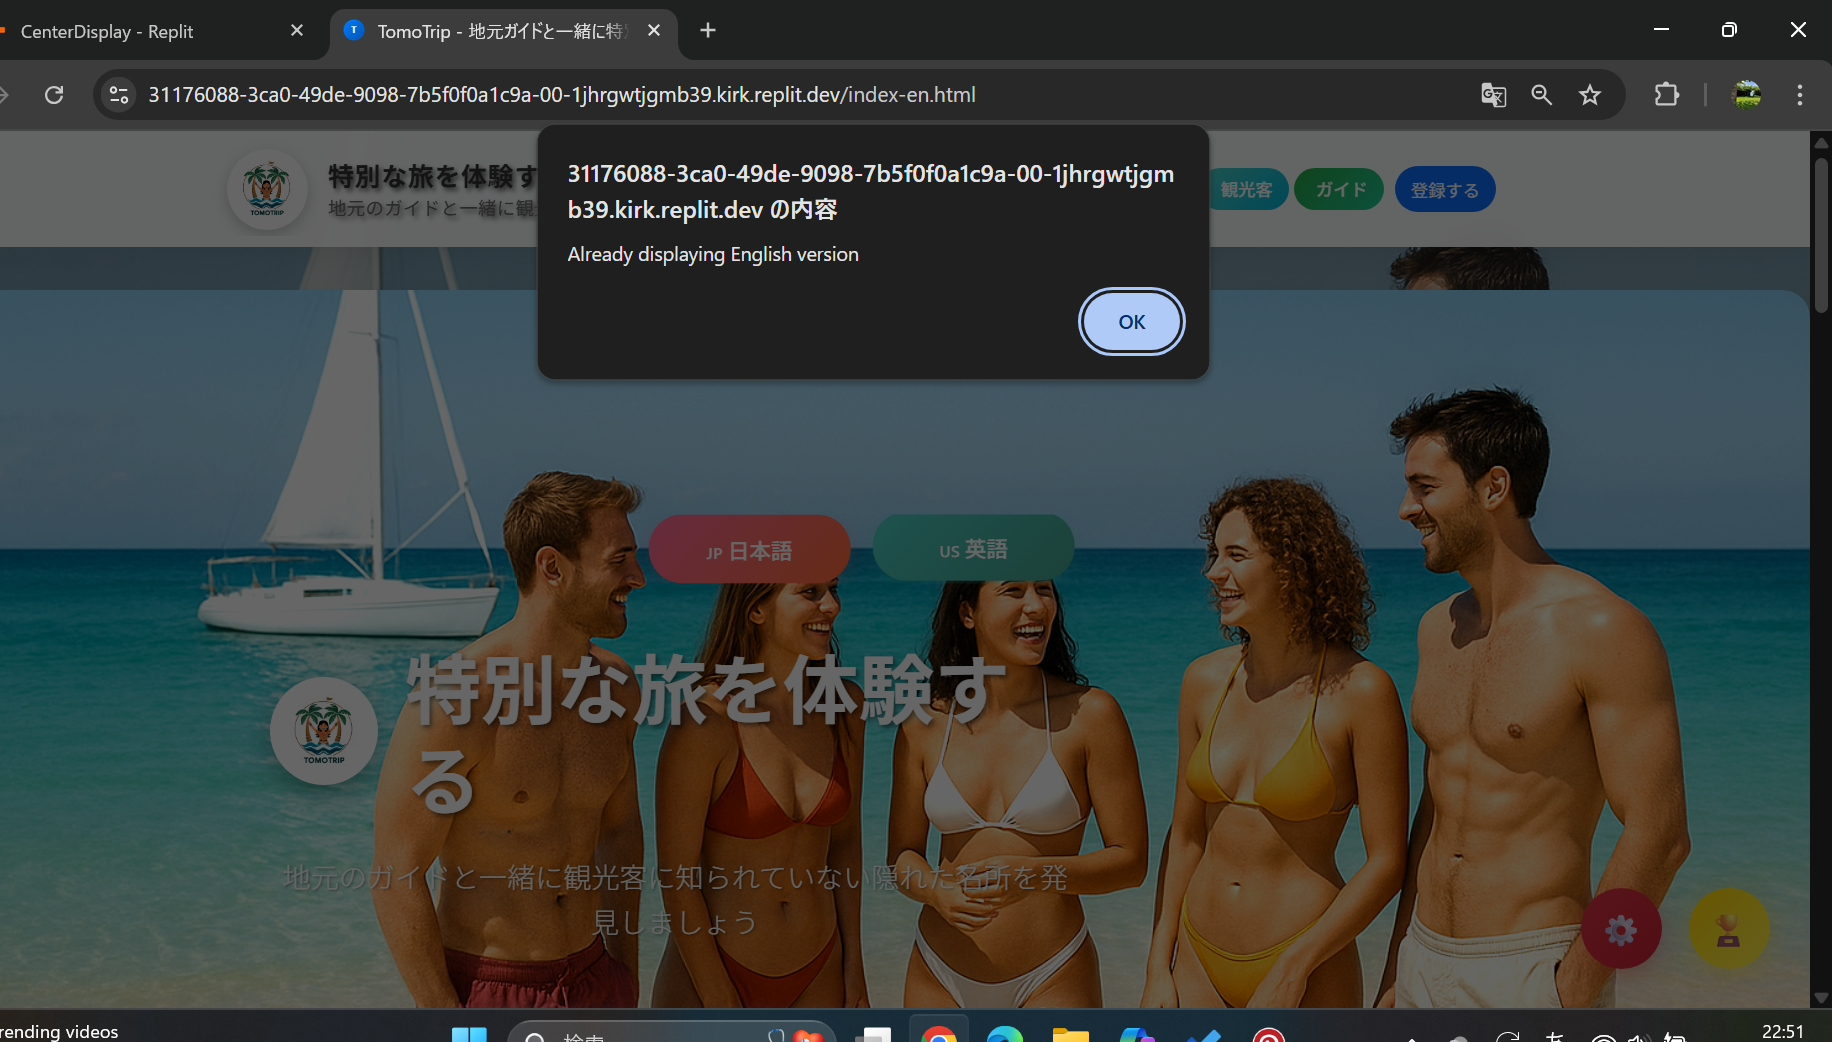 CenterDisplay - Replit
TomoTrip - 地元ガイドと一緒に特
31176088-3ca0-49de-9098-7b5f0f0a1c9a-00-1jhrgwtjgmb39.kirk.replit.dev/index-en.html
特別な旅を体験す
地元のガイドと一緒に観
TOMOTRIP
31176088-3ca0-49de-9098-7b5f0f0a1c9a-00-1jhrgwtjgm
b39.kirk.replit.dev の内容
Already displaying English version
OK
観光客
ガイド
登録する
JP 日本語
US 英語
特別な旅を体験す
る
TOMOTRIP
地元のガイドと一緒に観光客に知られていない隠れた名所を発
見しましょう
rending videos
検索
あ
22:51